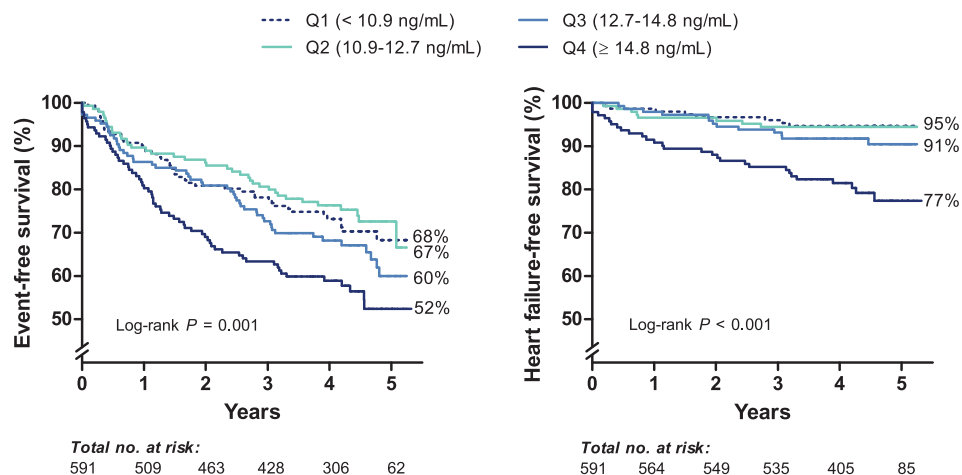 Q1 (< 10.9 ng/mL)
Q2 (10.9-12.7 ng/mL)
Q3 (12.7-14.8 ng/mL)
Q4 (≥ 14.8 ng/mL)
Event-free survival (%)
100
90
80
70
60
50
68%
67%
60%
52%
Log-rank P = 0.001
0 1 2 3 4 5
Years
Total no. at risk:
591 509 463 428 306 62
Heart failure-free survival (%)
100
90
80
70
60
50
95%
91%
77%
Log-rank P < 0.001
0 1 2 3 4 5
Years
Total no. at risk:
591 564 549 535 405 85